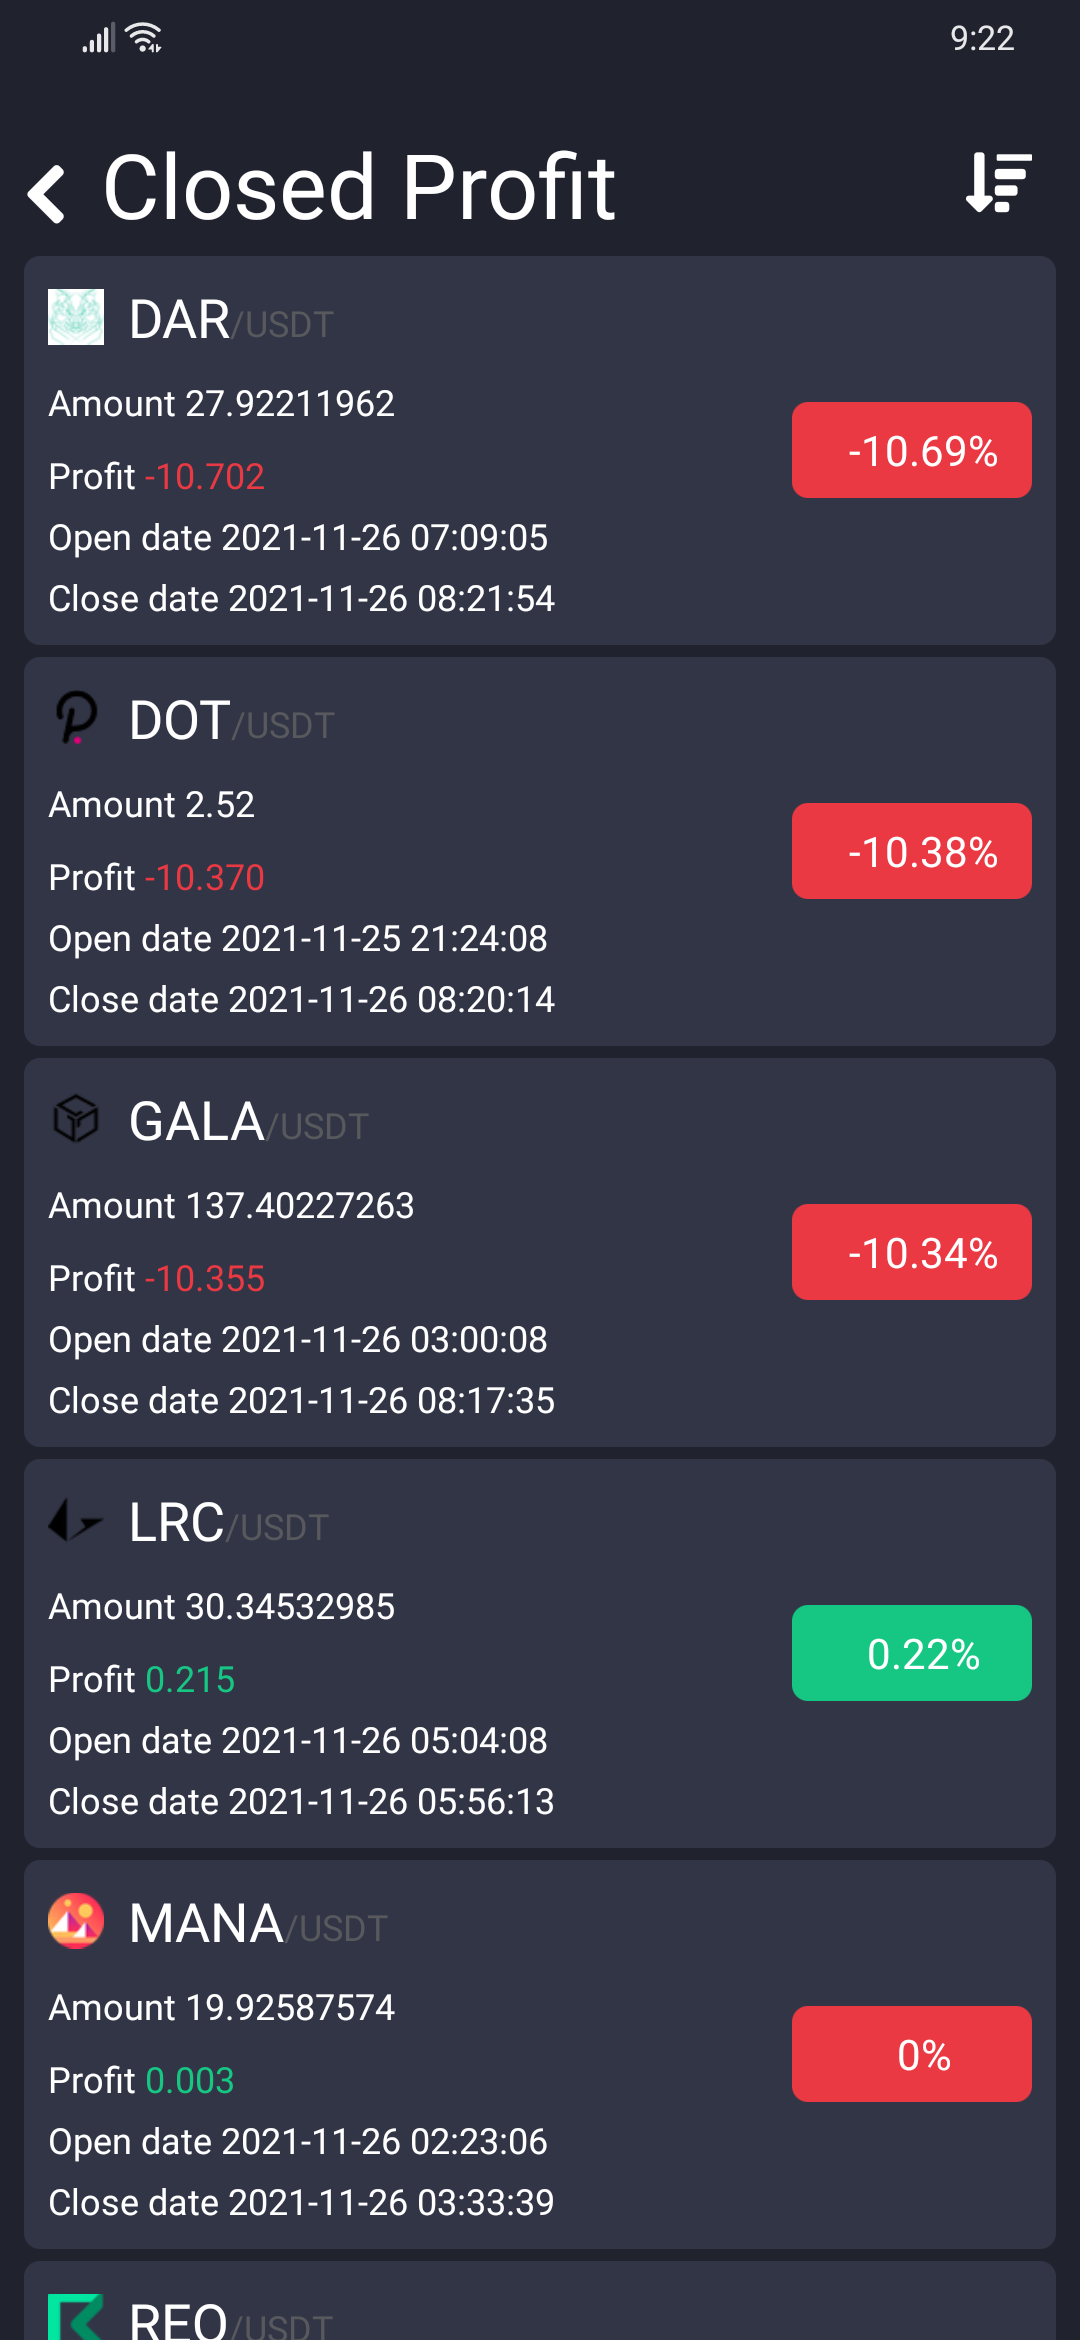 9:22
Closed Profit
DAR/USDT
Amount 27.92211962
-10.69%
Profit -10.702
Open date 2021-11-26 07:09:05
Close date 2021-11-26 08:21:54
DOT/USDT
Amount 2.52
-10.38%
Profit -10.370
Open date 2021-11-25 21:24:08
Close date 2021-11-26 08:20:14
GALA/USDT
Amount 137.40227263
-10.34%
Profit -10.355
Open date 2021-11-26 03:00:08
Close date 2021-11-26 08:17:35
LRC/USDT
Amount 30.34532985
0.22%
Profit 0.215
Open date 2021-11-26 05:04:08
Close date 2021-11-26 05:56:13
MANA/USDT
Amount 19.92587574
0%
Profit 0.003
Open date 2021-11-26 02:23:06
Close date 2021-11-26 03:33:39
REQ/USDT